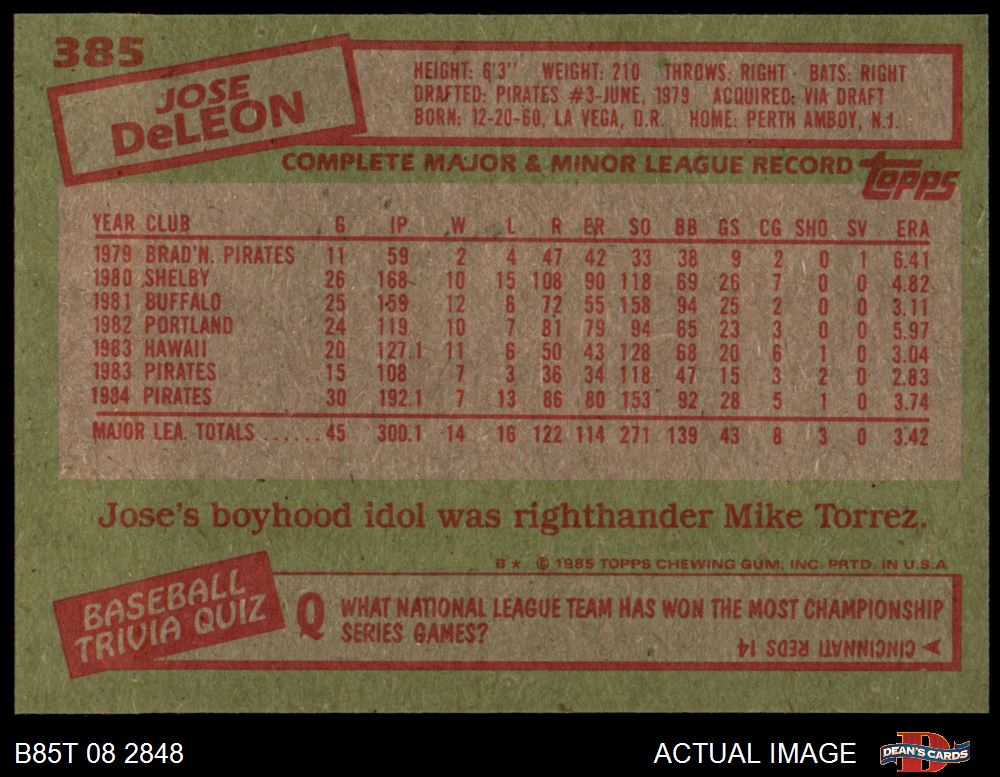 385
JOSE
DeLEON
HEIGHT: 6'3" WEIGHT: 210 THROWS: RIGHT BATS: RIGHT
DRAFTED: PIRATES #3-JUNE, 1979 ACQUIRED: VIA DRAFT
BORN: 12-20-60, LA VEGA, D.R. HOME: PERTH AMBOY, N.J.
COMPLETE MAJOR & MINOR LEAGUE RECORD topps
YEAR CLUB G IP W L R ER SO BB GS CG SHO SV ERA
1979 BRAD'N. PIRATES 11 59 2 4 47 42 33 38 9 2 0 1 6.41
1980 SHELBY 26 168 10 15 108 90 118 69 26 7 0 0 4.82
1981 BUFFALO 25 159 12 6 72 55 158 94 25 2 0 0 3.11
1982 PORTLAND 24 119 10 7 81 79 94 65 23 3 0 0 5.97
1983 HAWAII 20 127.1 11 6 50 43 128 68 20 6 1 0 3.04
1983 PIRATES 15 108 7 3 36 34 118 47 15 3 2 0 2.83
1984 PIRATES 30 192.1 7 13 86 80 153 92 28 5 1 0 3.74
MAJOR LEA. TOTALS ...... 45 300.1 14 16 122 114 271 139 43 8 3 0 3.42
Jose's boyhood idol was righthander Mike Torrez.
B * © 1985 TOPPS CHEWING GUM, INC. PRTD. IN U.S.A
BASEBALL
TRIVIA QUIZ
Q WHAT NATIONAL LEAGUE TEAM HAS WON THE MOST CHAMPIONSHIP
SERIES GAMES?
CINCINNATI REDS 14
B85T 08 2848
ACTUAL IMAGE
D
DEAN'S CARDS